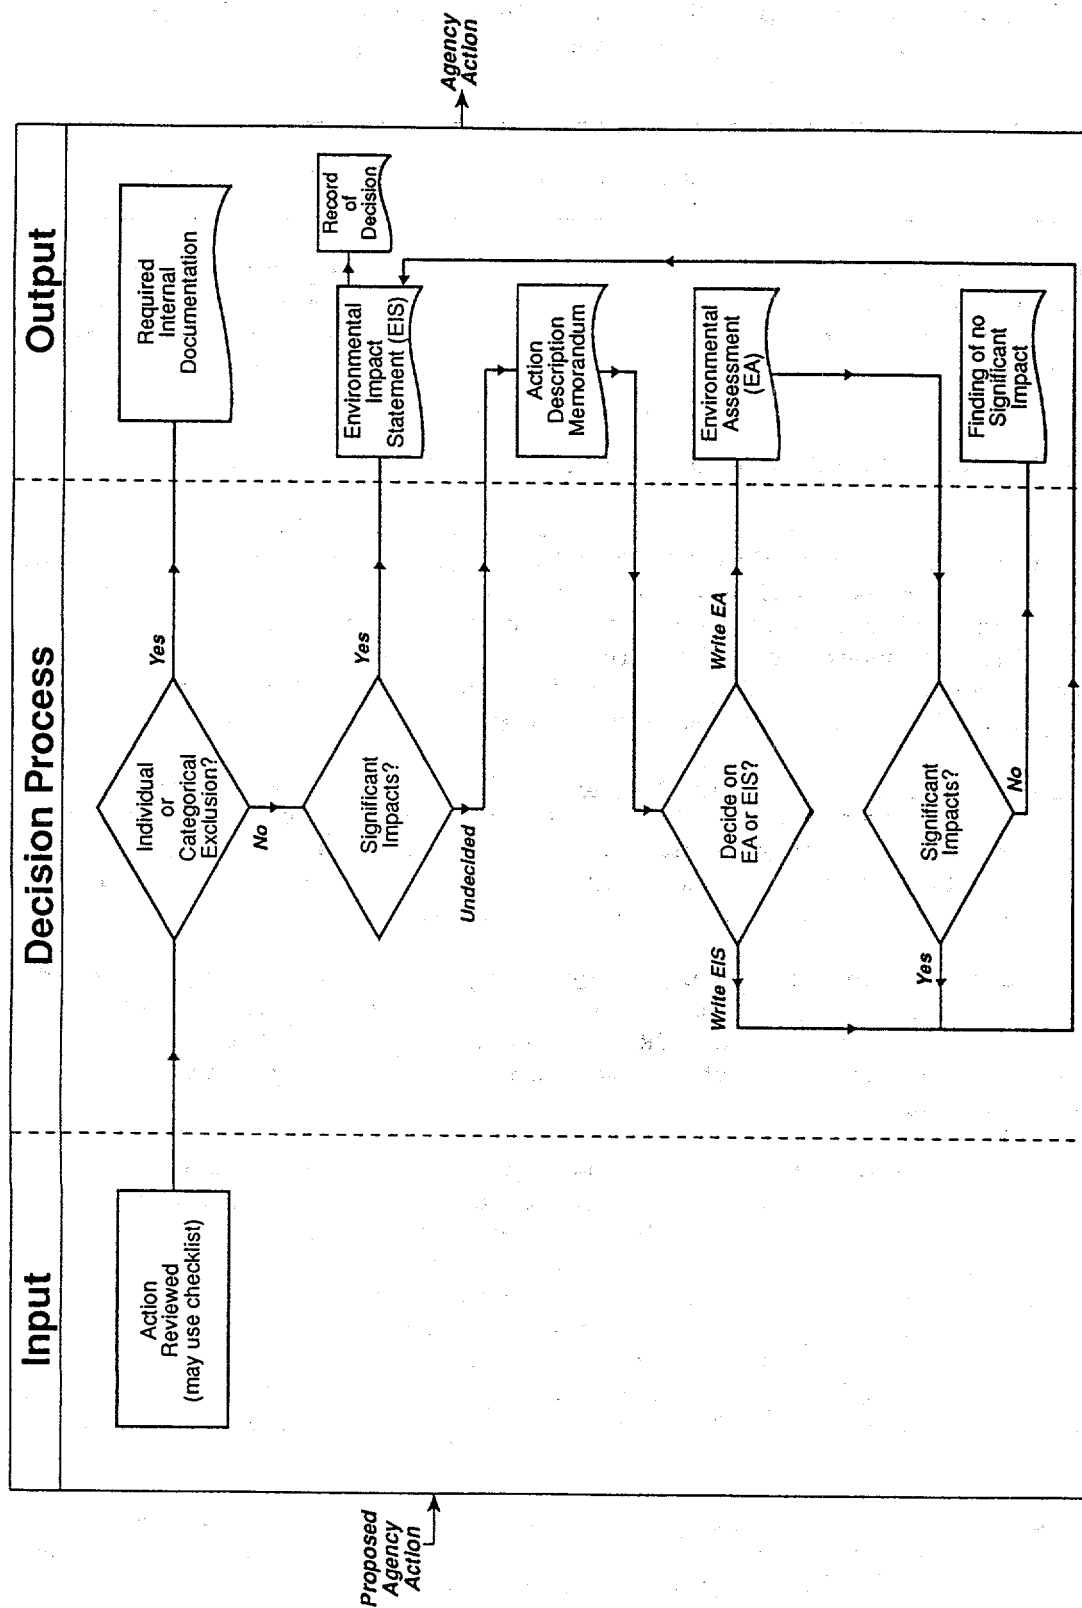 Input
Decision Process
Output
Proposed
Agency
Action
Action
Reviewed
(may use checklist)
Individual
or
Categorical
Exclusion?
Yes
No
Required
Internal
Documentation
Significant
Impacts?
Yes
Undecided
Environmental
Impact
Statement (EIS)
Record
of
Decision
Agency
Action
Action
Description
Memorandum
Decide on
EA or EIS?
Write EA
Write EIS
Environmental
Assessment
(EA)
Significant
Impacts?
Yes
No
Finding of no
Significant
Impact